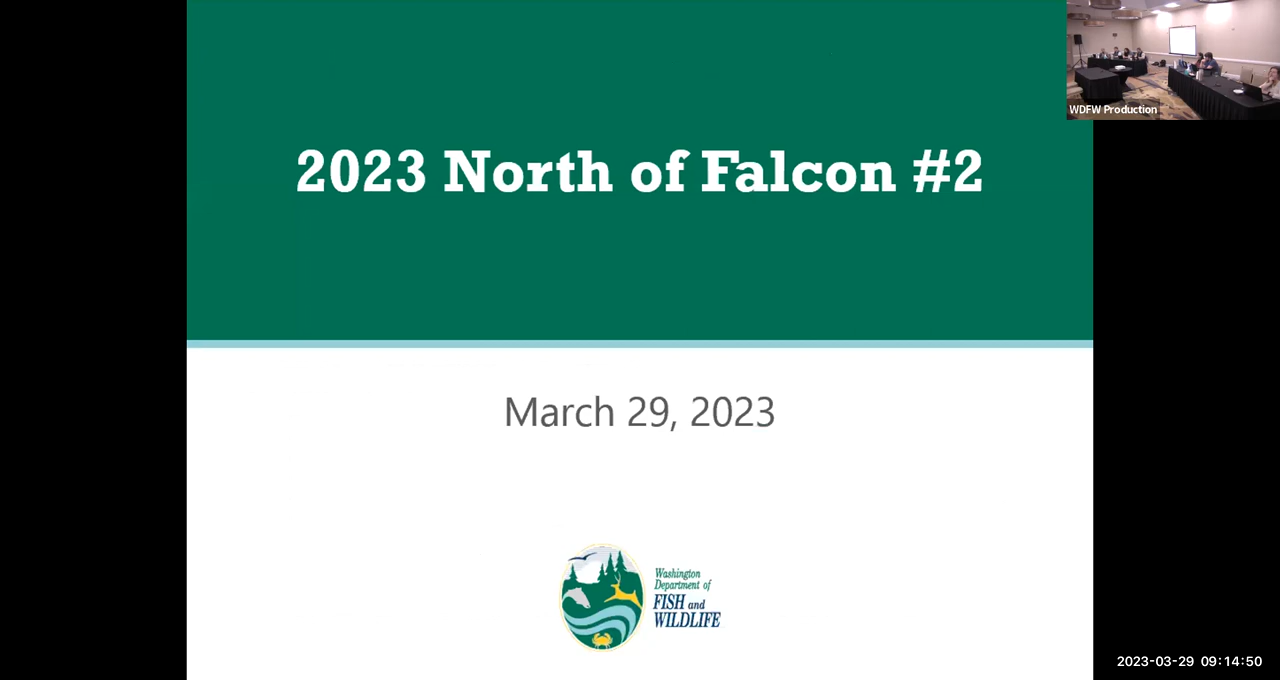 2023 North of Falcon #2
WDFW Production
March 29, 2023
Washington
Department of
FISH and
WILDLIFE
2023-03-29 09:14:50